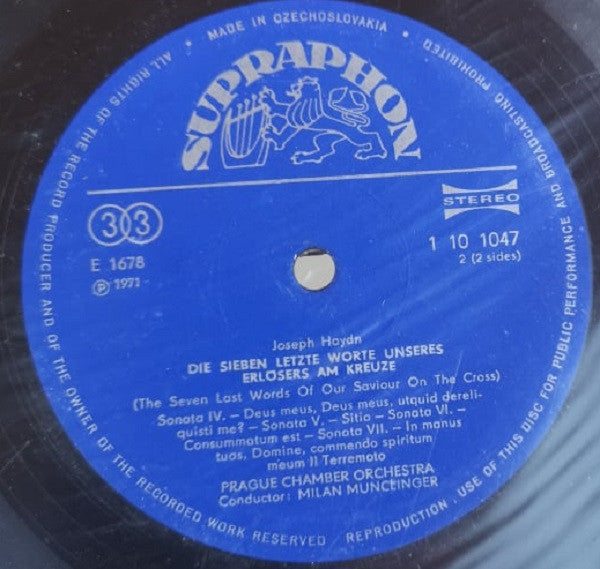 MADE IN CZECHOSLOVAKIA • ALL RIGHTS OF THE RECORD PRODUCER AND OF THE OWNER OF THE RECORDED WORK RESERVED • REPRODUCTION, USE OF THIS DISC FOR PUBLIC PERFORMANCE AND BROADCASTING PROHIBITED •
SUPRAPHON
33
STEREO
E 1678
1 10 1047
℗ 1971
2 (2 sides)
Joseph Haydn
DIE SIEBEN LETZTE WORTE UNSERES
ERLÖSERS AM KREUZE
(The Seven Last Words Of Our Saviour On The Cross)
Sonata IV. – Deus meus, Deus meus, utquid dereli-
quisti me? – Sonata V. – Sitio – Sonata VI. –
Consummotum est – Sonata VII. – In manus
tuas, Domine, commendo spiritum
meum Il Terremoto
PRAGUE CHAMBER ORCHESTRA
Conductor: MILAN MUNCLINGER